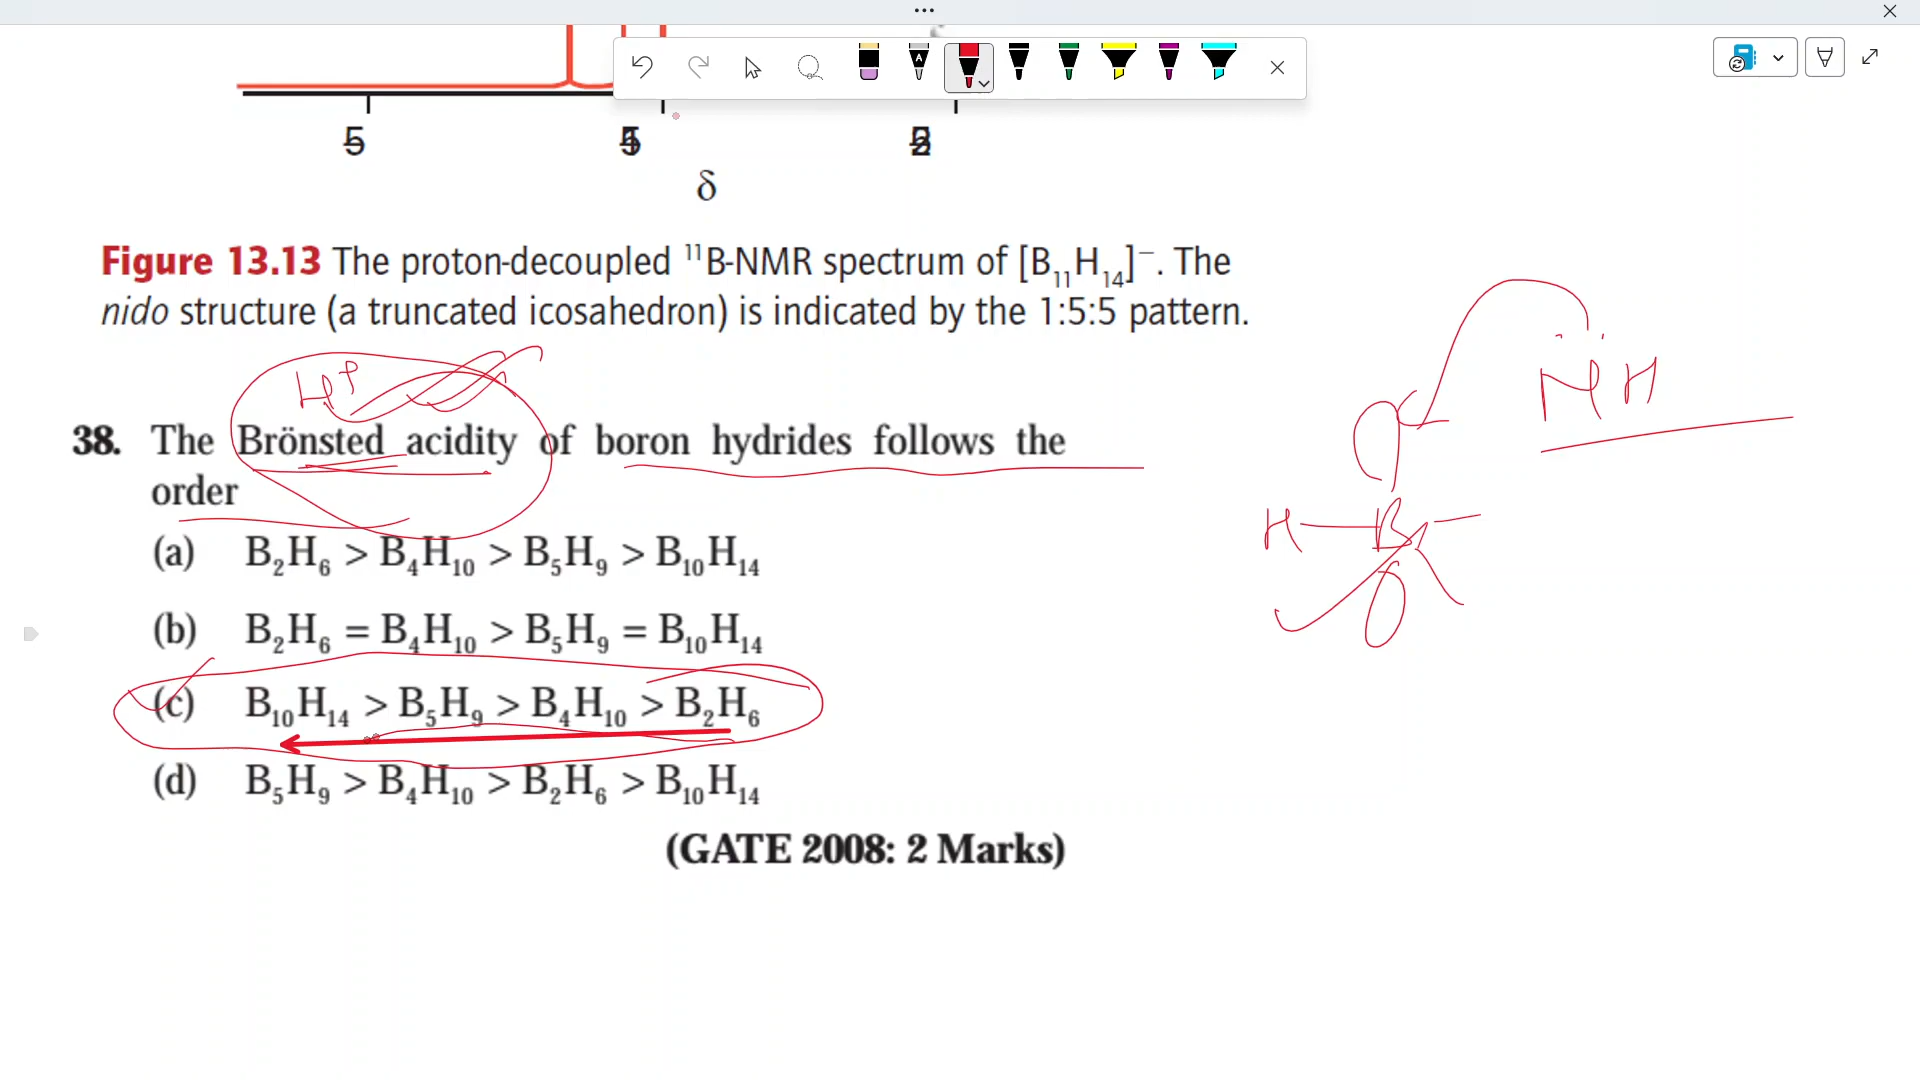 5
δ
Figure 13.13 The proton-decoupled ¹¹B-NMR spectrum of [B₁₁H₁₄]⁻. The
nido structure (a truncated icosahedron) is indicated by the 1:5:5 pattern.
H⊕
38. The Brönsted acidity of boron hydrides follows the
order
(a) B₂H₆ > B₄H₁₀ > B₅H₉ > B₁₀H₁₄
(b) B₂H₆ = B₄H₁₀ > B₅H₉ = B₁₀H₁₄
(c) B₁₀H₁₄ > B₅H₉ > B₄H₁₀ > B₂H₆
(d) B₅H₉ > B₄H₁₀ > B₂H₆ > B₁₀H₁₄
(GATE 2008: 2 Marks)
NH
H B